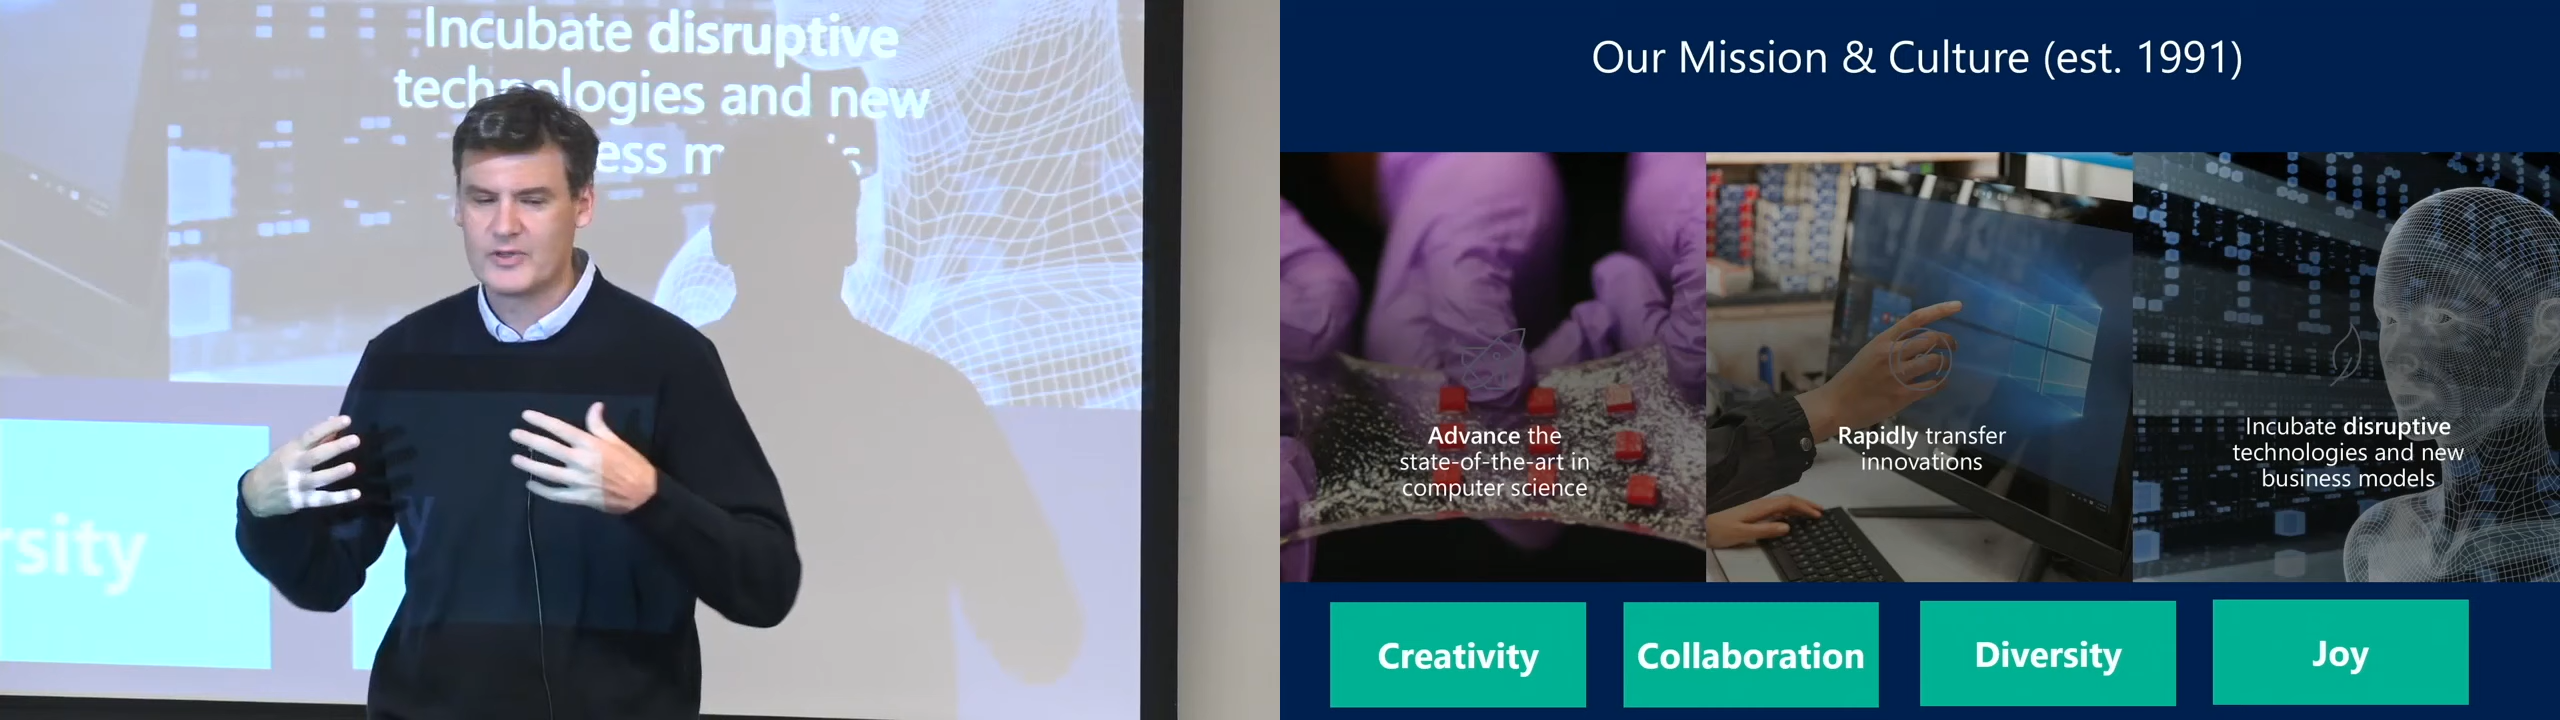 Incubate disruptive
technologies and new
rsity
Our Mission & Culture (est. 1991)
Advance the
state-of-the-art in
computer science
Rapidly transfer
innovations
Incubate disruptive
technologies and new
business models
Creativity
Collaboration
Diversity
Joy